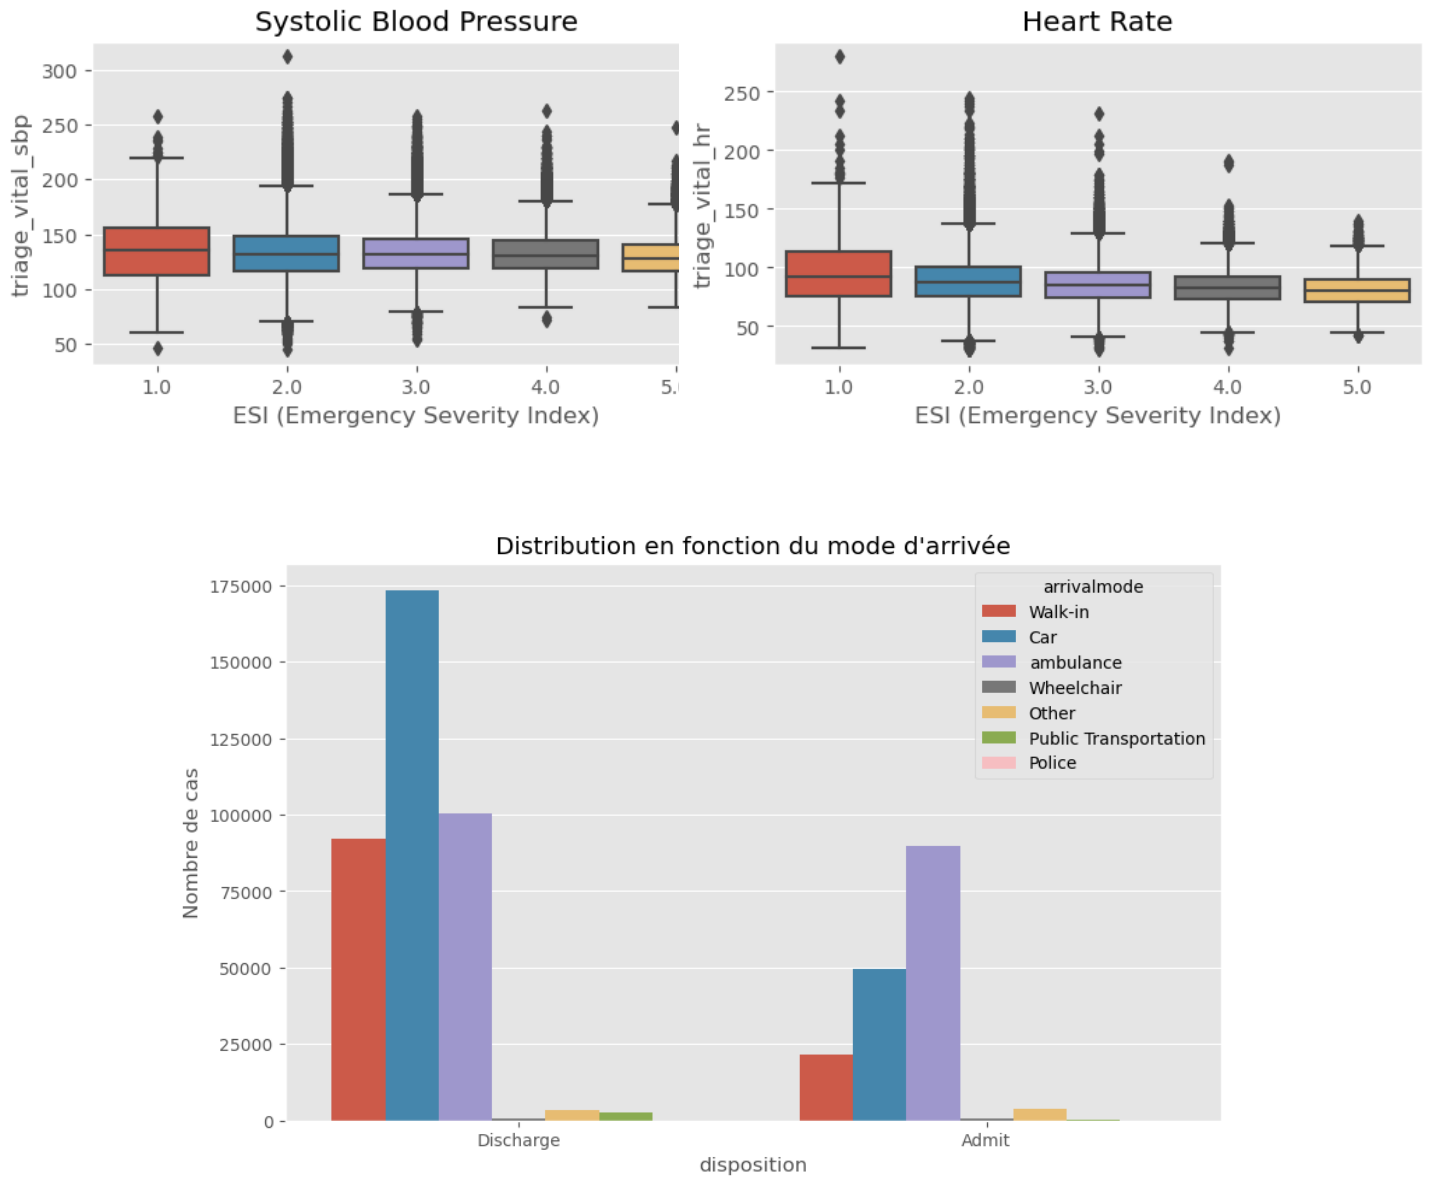 Systolic Blood Pressure
triage_vital_sbp
300
250
200
150
100
50
1.0 2.0 3.0 4.0 5.
ESI (Emergency Severity Index)
Heart Rate
triage_vital_hr
250
200
150
100
50
1.0 2.0 3.0 4.0 5.0
ESI (Emergency Severity Index)
Distribution en fonction du mode d'arrivée
Nombre de cas
175000
150000
125000
100000
75000
50000
25000
0
arrivalmode
Walk-in
Car
ambulance
Wheelchair
Other
Public Transportation
Police
Discharge Admit
disposition